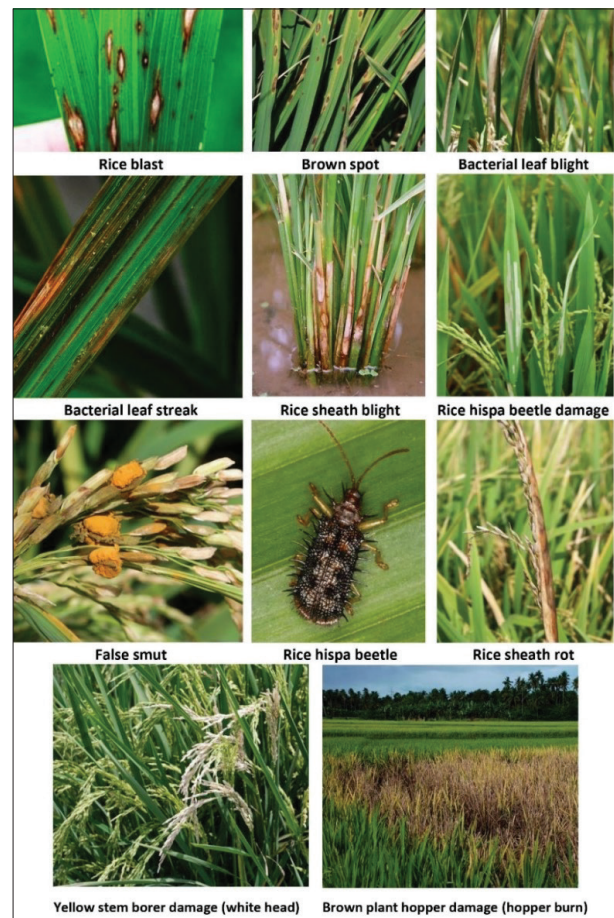 Rice blast
Brown spot
Bacterial leaf blight
Bacterial leaf streak
Rice sheath blight
Rice hispa beetle damage
False smut
Rice hispa beetle
Rice sheath rot
Yellow stem borer damage (white head)
Brown plant hopper damage (hopper burn)